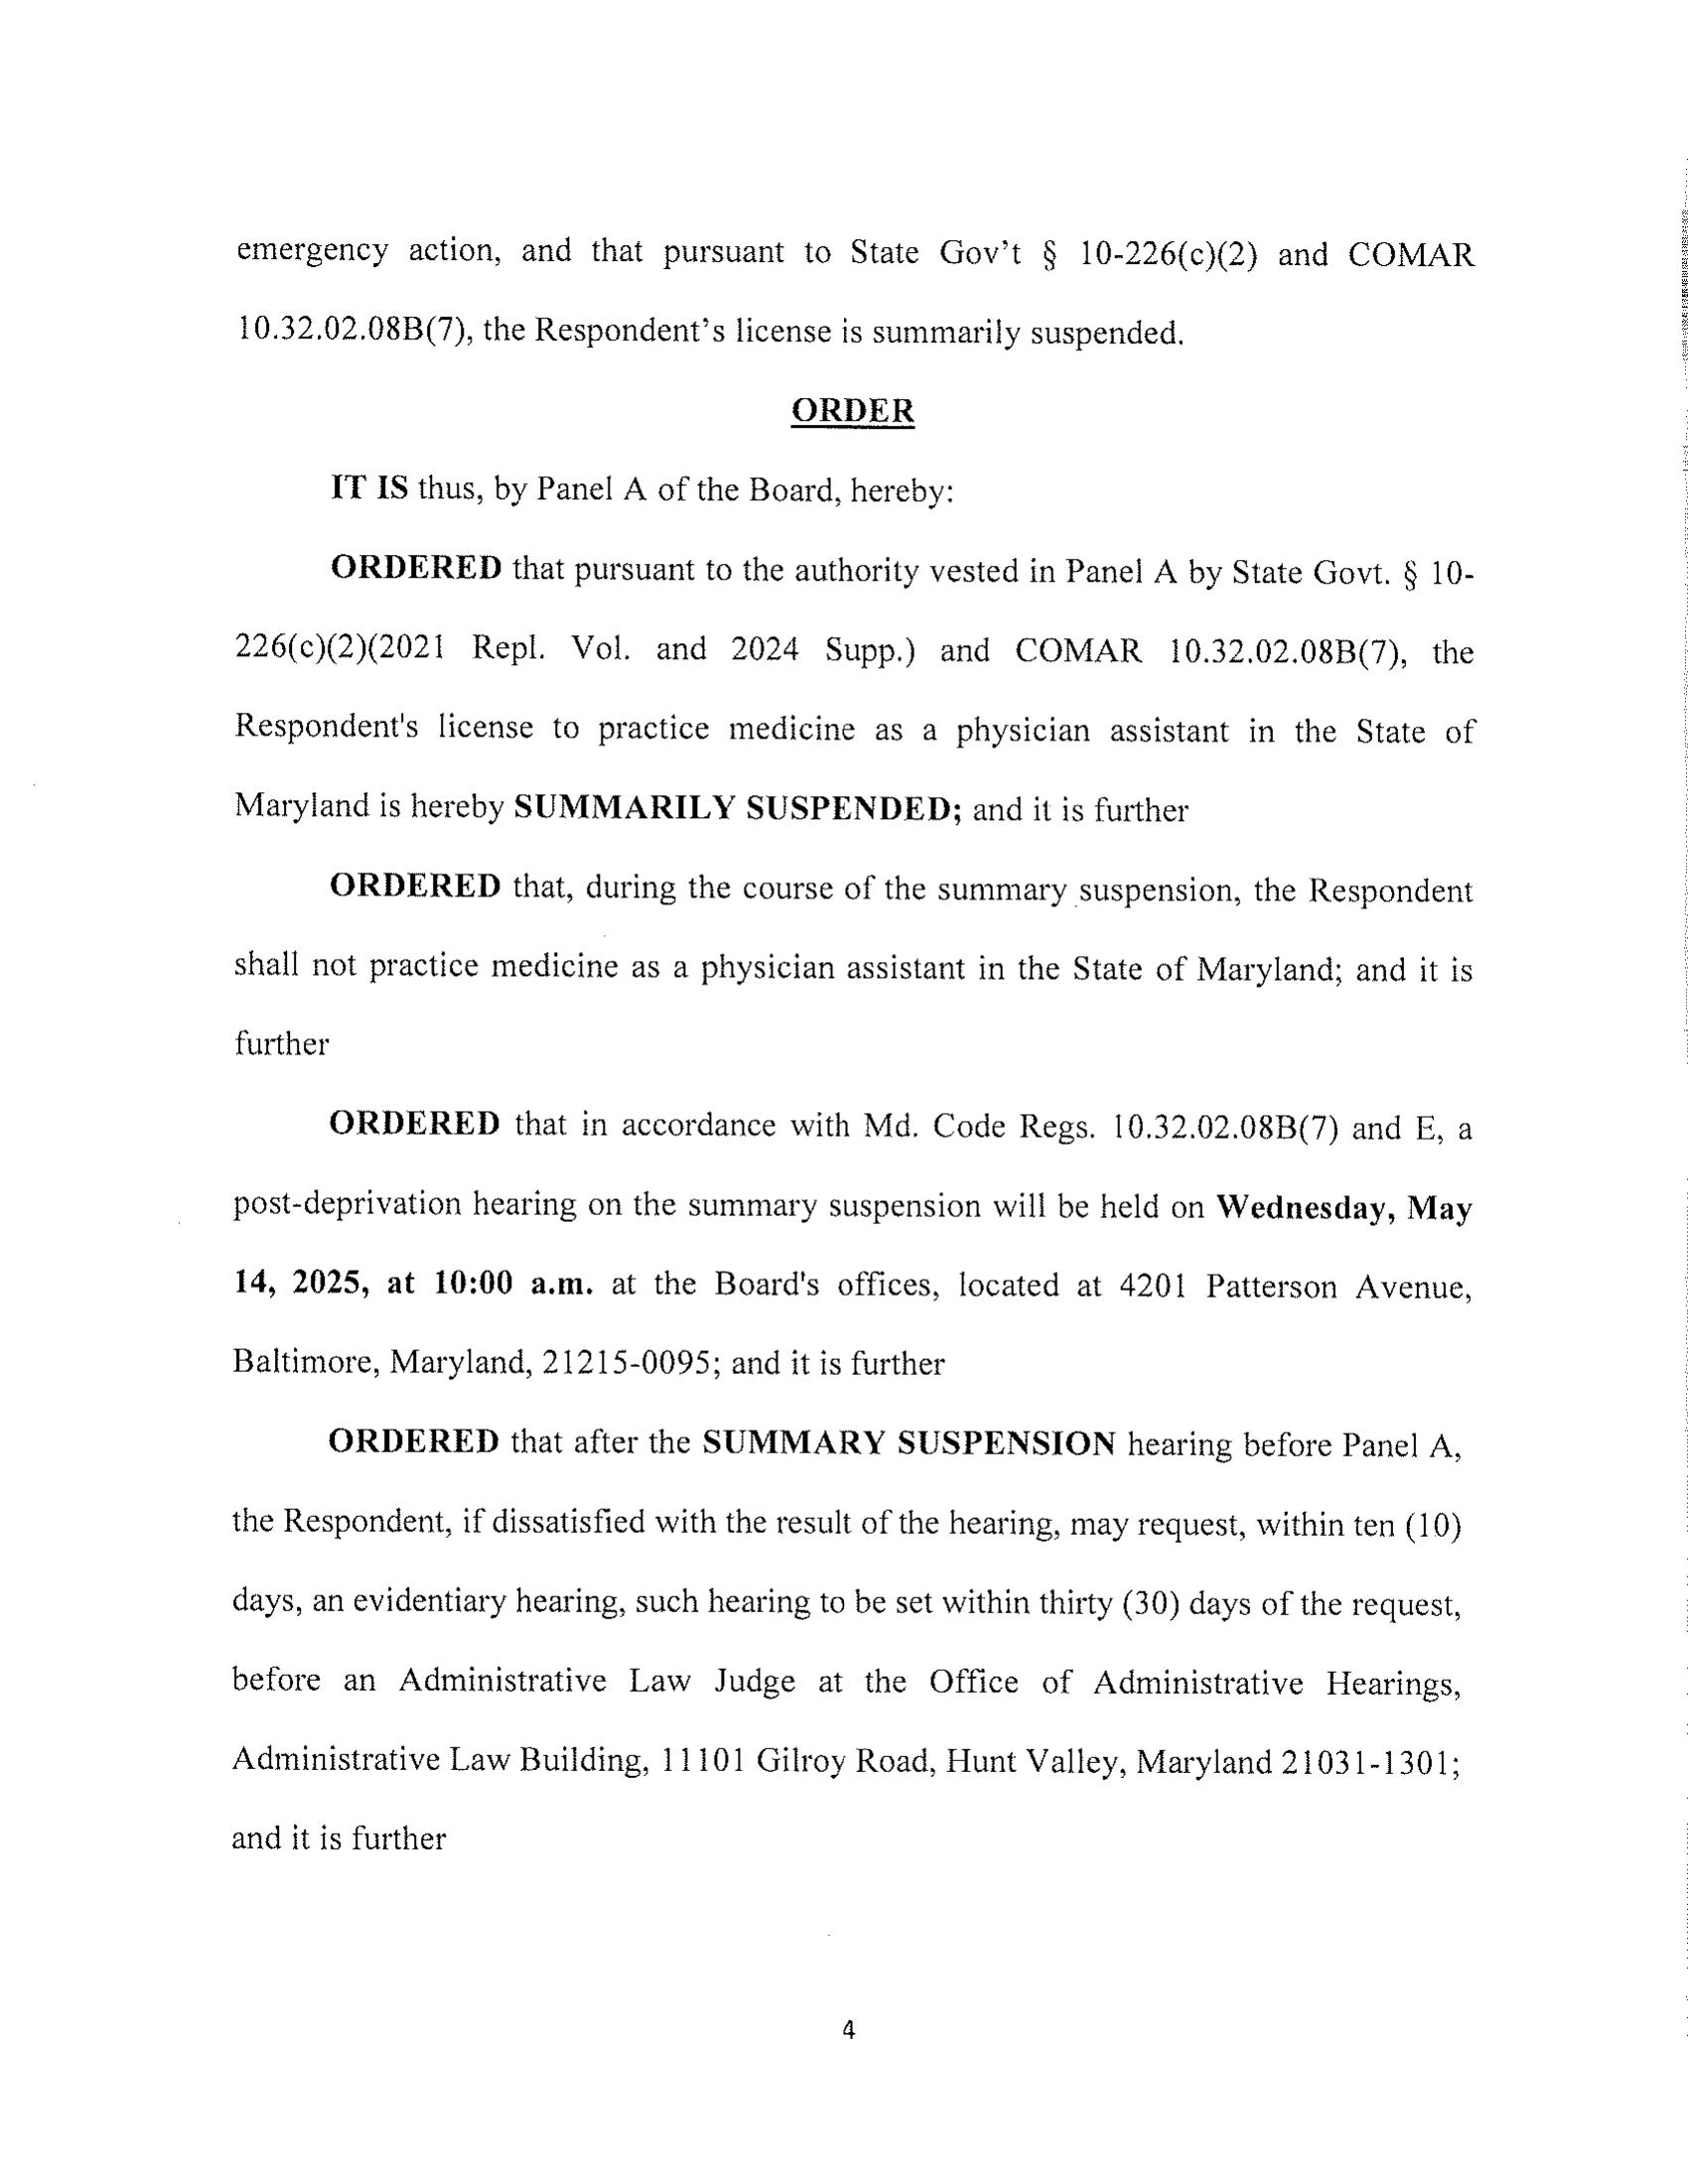 emergency action, and that pursuant to State Gov’t § 10-226(c)(2) and COMAR
10.32.02.08B(7), the Respondent’s license is summarily suspended.
ORDER
IT IS thus, by Panel A of the Board, hereby:
ORDERED that pursuant to the authority vested in Panel A by State Govt. § 10-
226(c)(2)(2021 Repl. Vol. and 2024 Supp.) and COMAR 10.32.02.08B(7), the
Respondent's license to practice medicine as a physician assistant in the State of
Maryland is hereby SUMMARILY SUSPENDED; and it is further
ORDERED that, during the course of the summary suspension, the Respondent
shall not practice medicine as a physician assistant in the State of Maryland; and it is
further
ORDERED that in accordance with Md. Code Regs. 10.32.02.08B(7) and E, a
post-deprivation hearing on the summary suspension will be held on Wednesday, May
14, 2025, at 10:00 a.m. at the Board's offices, located at 4201 Patterson Avenue,
Baltimore, Maryland, 21215-0095; and it is further
ORDERED that after the SUMMARY SUSPENSION hearing before Panel A,
the Respondent, if dissatisfied with the result of the hearing, may request, within ten (10)
days, an evidentiary hearing, such hearing to be set within thirty (30) days of the request,
before an Administrative Law Judge at the Office of Administrative Hearings,
Administrative Law Building, 11101 Gilroy Road, Hunt Valley, Maryland 21031-1301;
and it is further
4